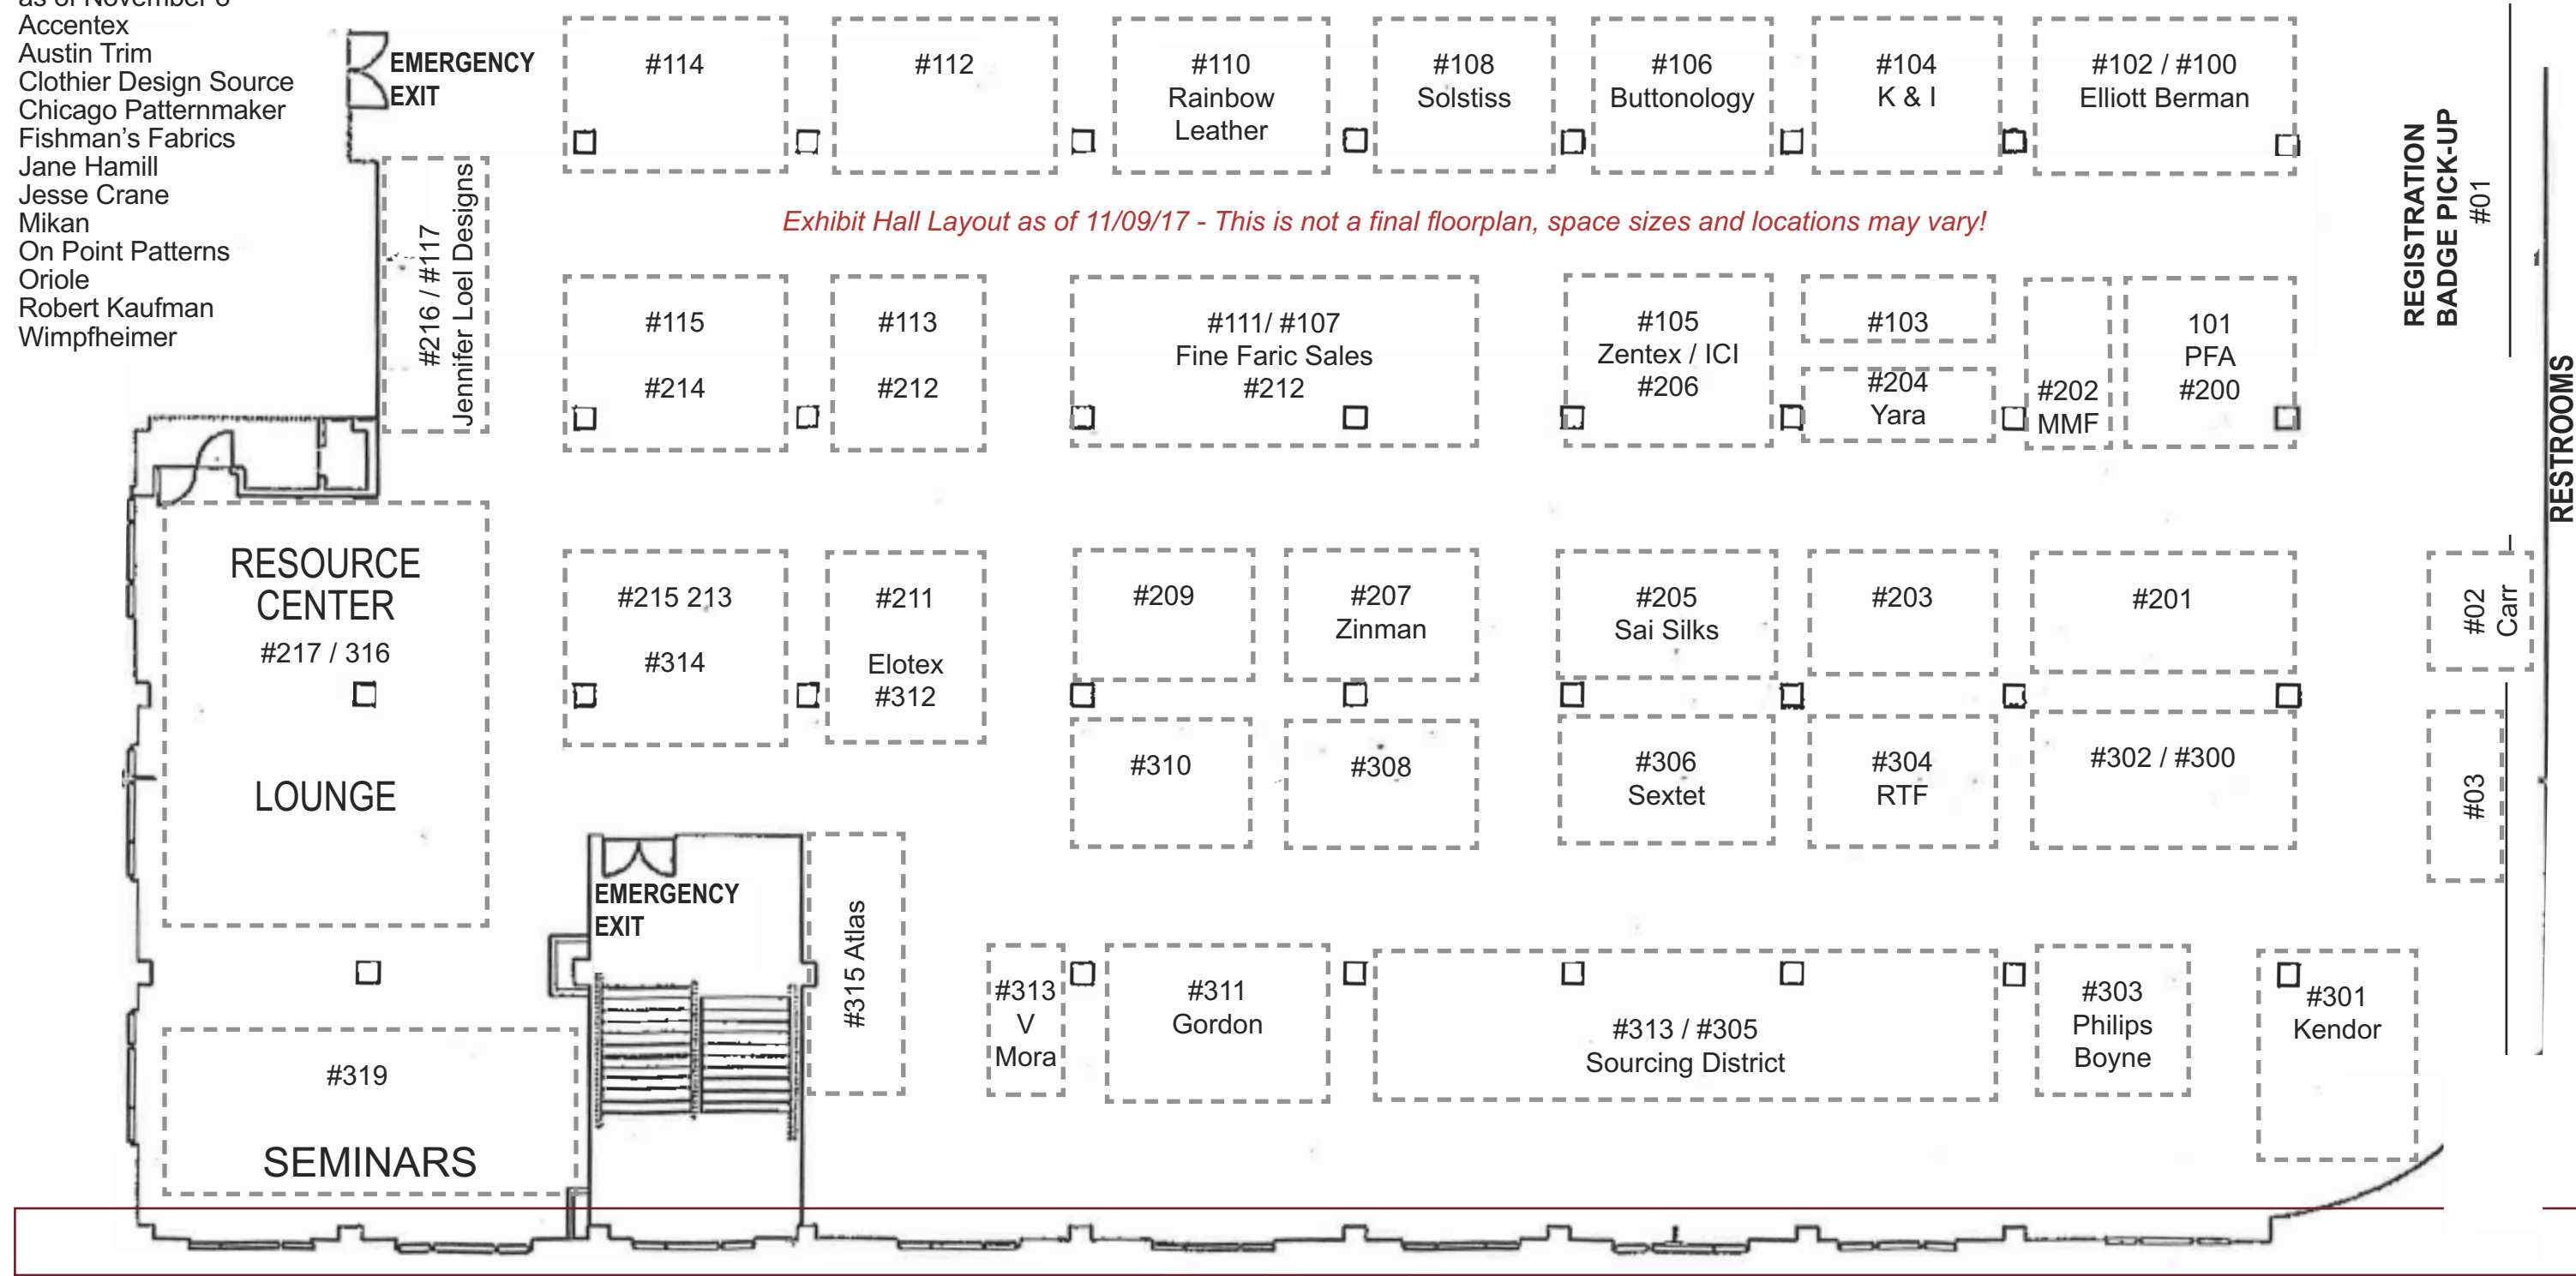 as of November 8
Accentex
Austin Trim
Clothier Design Source
Chicago Patternmaker
Fishman's Fabrics
Jane Hamill
Jesse Crane
Mikan
On Point Patterns
Oriole
Robert Kaufman
Wimpfheimer
EMERGENCY
EXIT
#114
#112
#110
Rainbow
Leather
#108
Solstiss
#106
Buttonology
#104
K & I
#102 / #100
Elliott Berman
REGISTRATION
BADGE PICK-UP
#01
Exhibit Hall Layout as of 11/09/17 - This is not a final floorplan, space sizes and locations may vary!
#216 / #117
Jennifer Loel Designs
#115
#214
#113
#212
#111/ #107
Fine Faric Sales
#212
#105
Zentex / ICI
#206
#103
#204
Yara
#202
MMF
101
PFA
#200
RESTROOMS
RESOURCE
CENTER
#217 / 316
LOUNGE
#215 213
#314
#211
Elotex
#312
#209
#207
Zinman
#205
Sai Silks
#203
#201
#02
Carr
#310
#308
#306
Sextet
#304
RTF
#302 / #300
#03
EMERGENCY
EXIT
#315 Atlas
#313
V
Mora
#311
Gordon
#313 / #305
Sourcing District
#303
Philips
Boyne
#301
Kendor
#319
SEMINARS